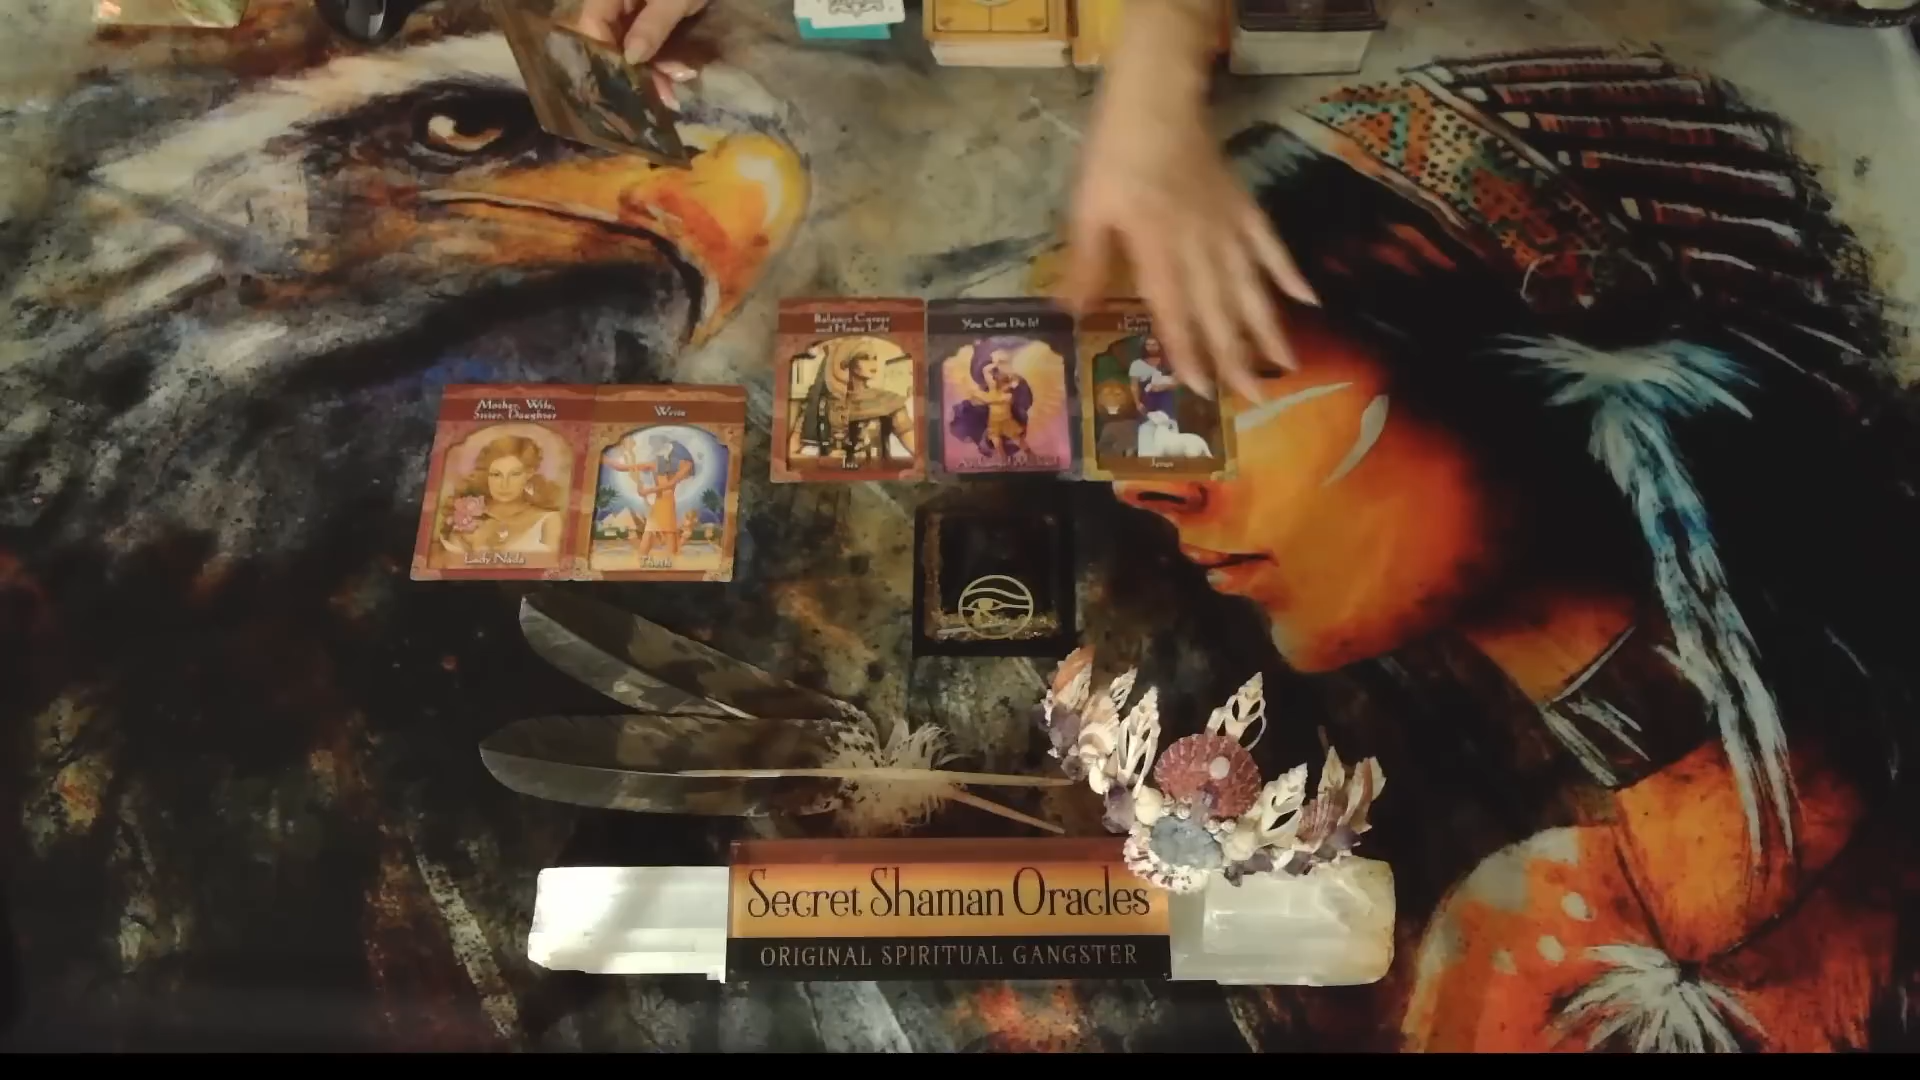 Balance Career
and Home Life
You Can Do It!
Isis
Jesus
Mother, Wife,
Sister, Daughter
Write
Lady Nada
Thoth
Secret Shaman Oracles
ORIGINAL SPIRITUAL GANGSTER